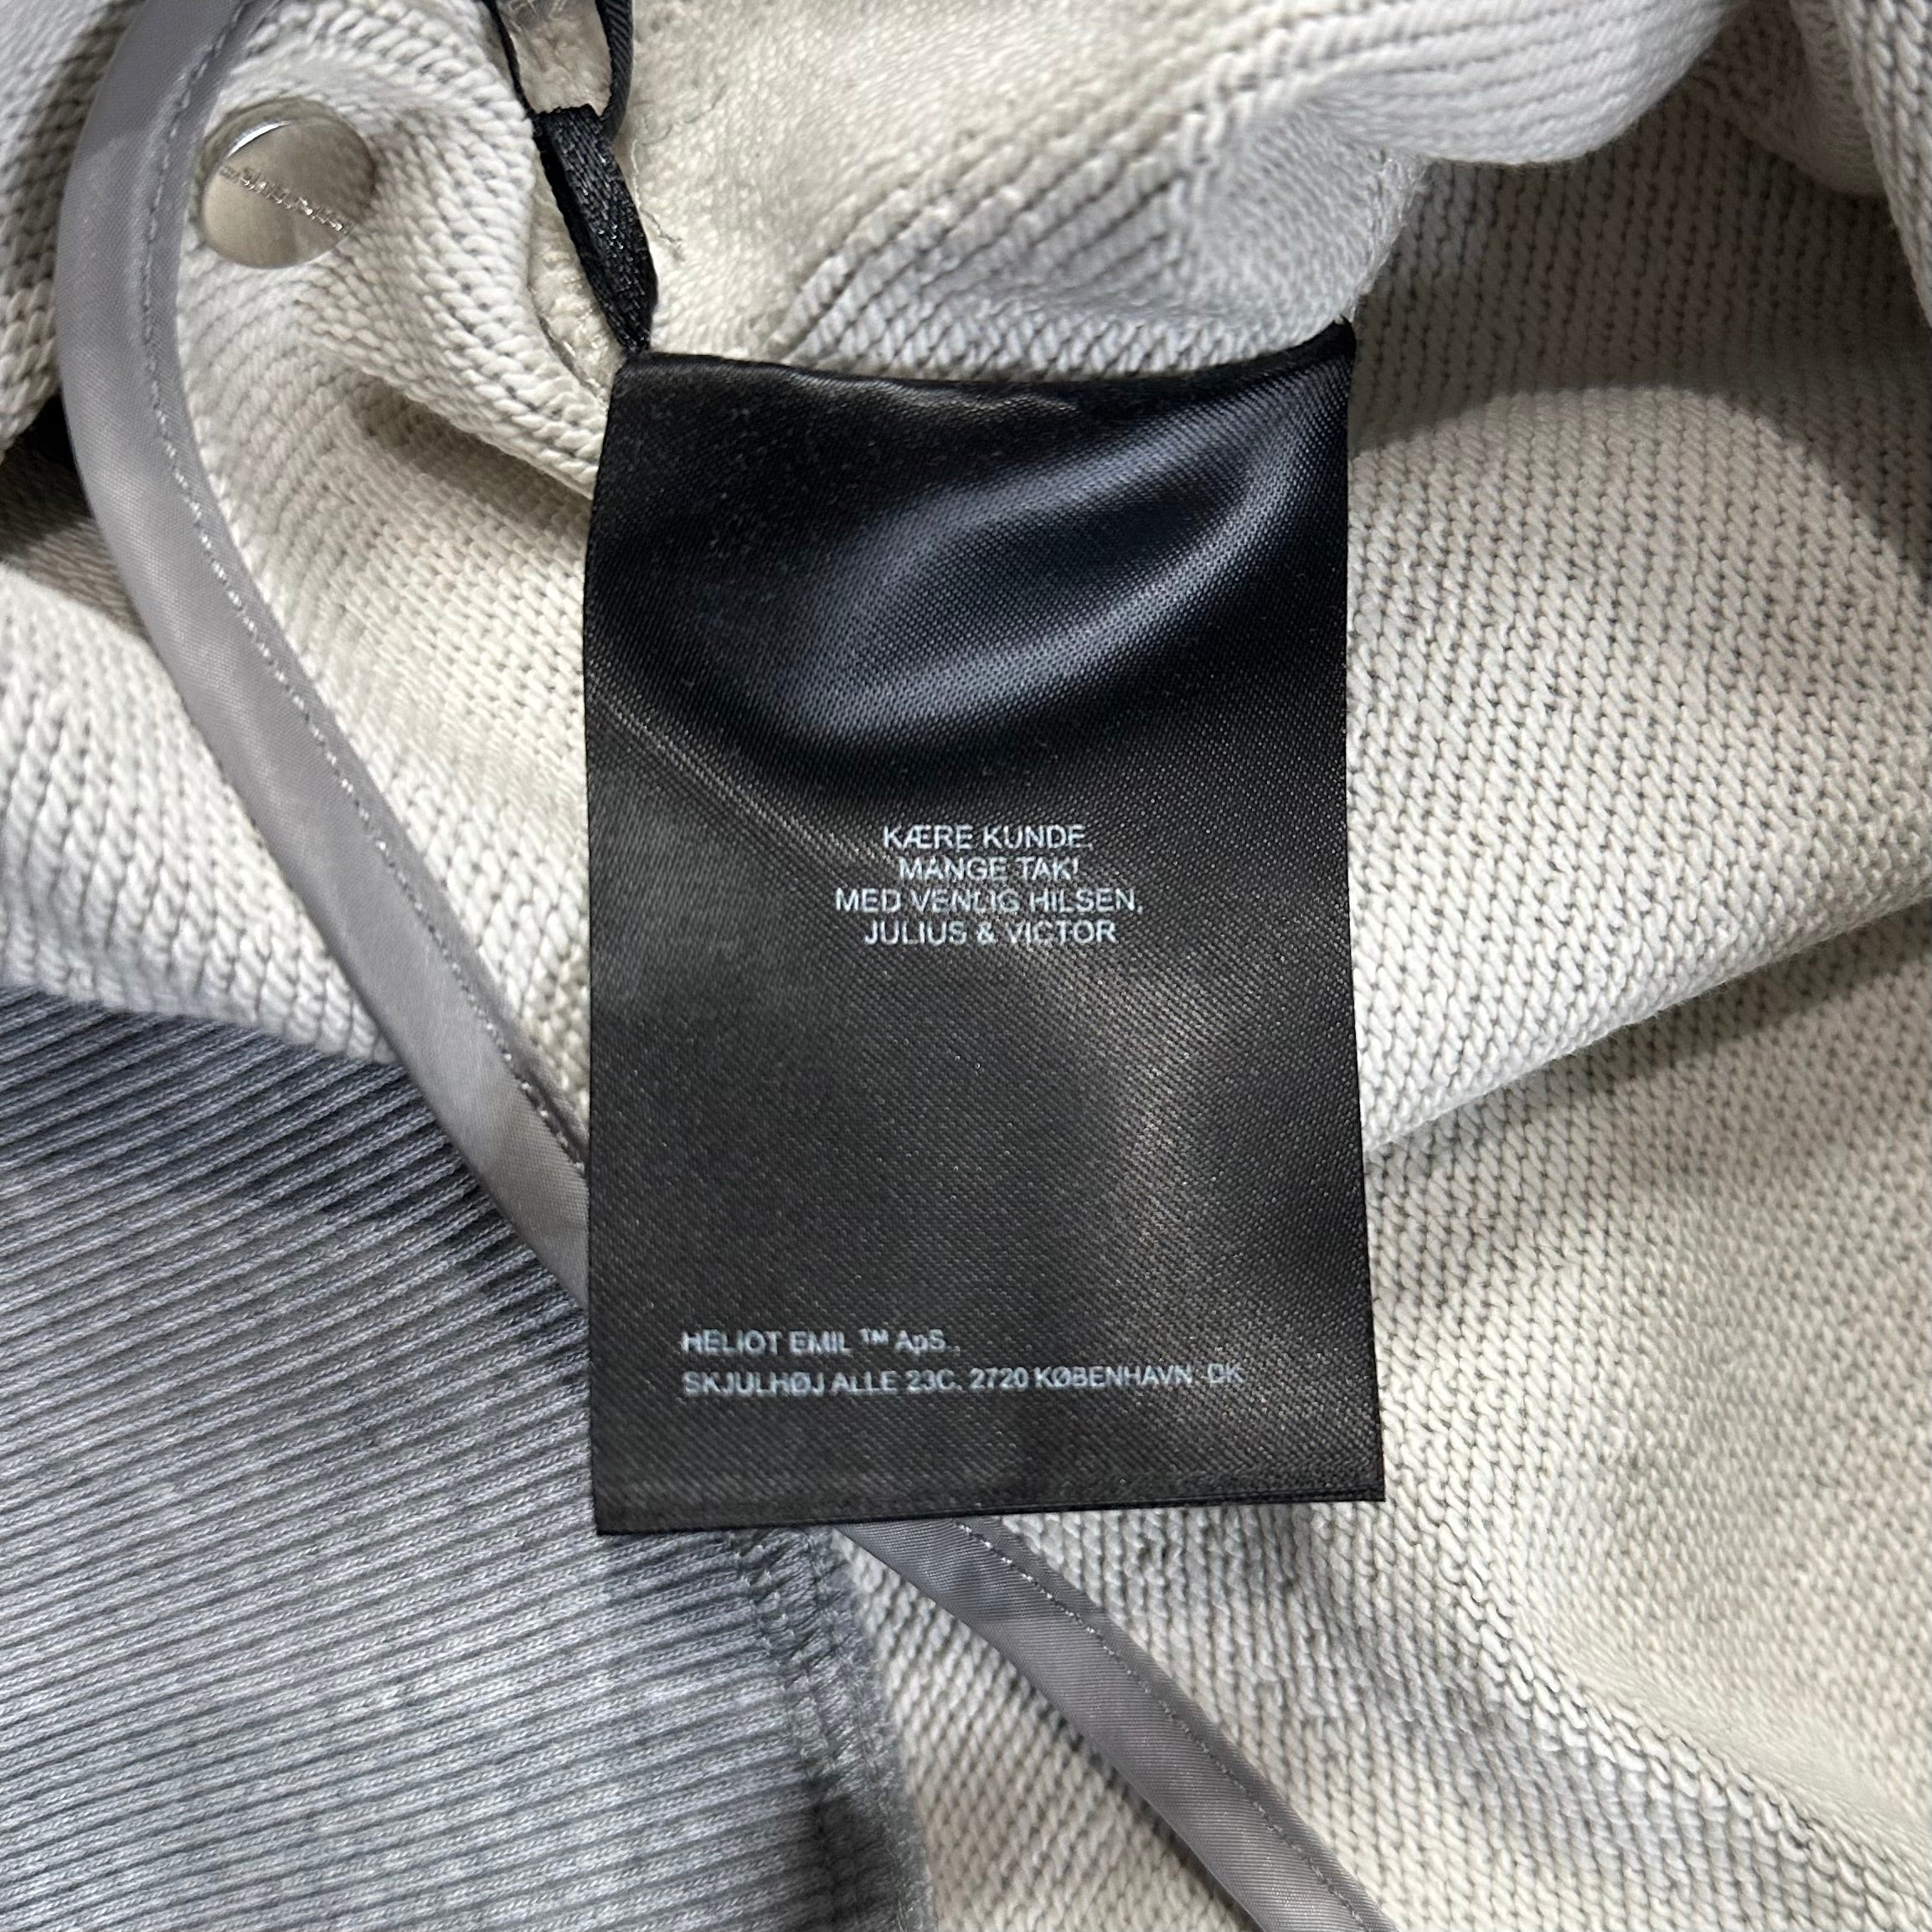 KÆRE KUNDE,
MANGE TAK!
MED VENLIG HILSEN,
JULIUS & VICTOR
HELIOT EMIL ™ ApS.
SKJULHØJ ALLE 23C, 2720 KØBENHAVN, DK